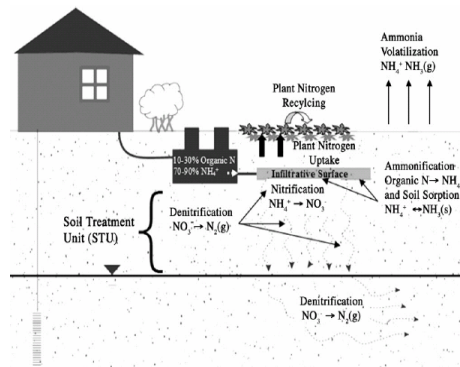 Ammonia
Volatilization
NH₄⁺ NH₃(g)
Plant Nitrogen
Recylcing
Plant Nitrogen
Uptake
10-30% Organic N
70-90% NH₄⁺
Infiltrative Surface
Nitrification
NH₄⁺ → NO₃
Ammonification
Organic N→ NH₄
and Soil Sorption
NH₄⁺ ↔NH₃(s)
Denitrification
NO₃⁻→ N₂(g)
Soil Treatment
Unit (STU)
Denitrification
NO₃⁻ → N₂(g)